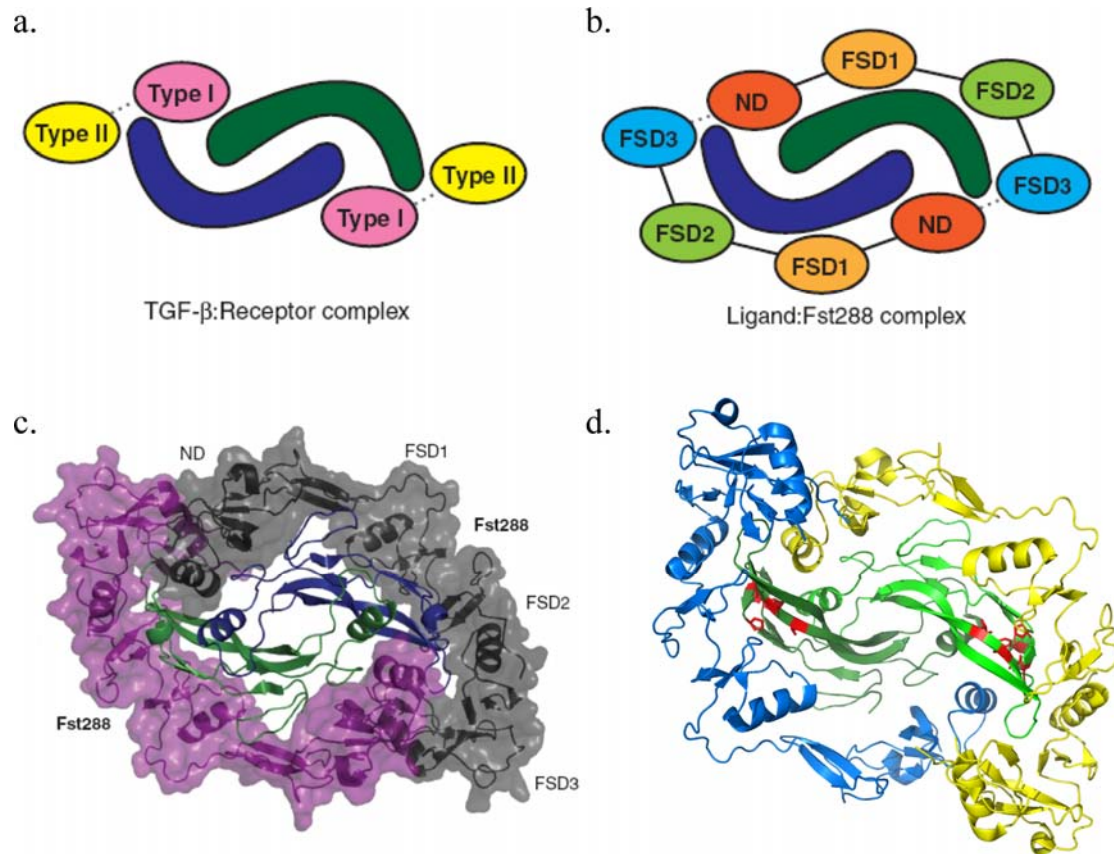 a.
Type I
Type II
Type II
Type I
TGF-β:Receptor complex
b.
FSD1
ND
FSD2
FSD3
FSD3
FSD2
ND
FSD1
Ligand:Fst288 complex
c.
ND
FSD1
Fst288
FSD2
Fst288
FSD3
d.